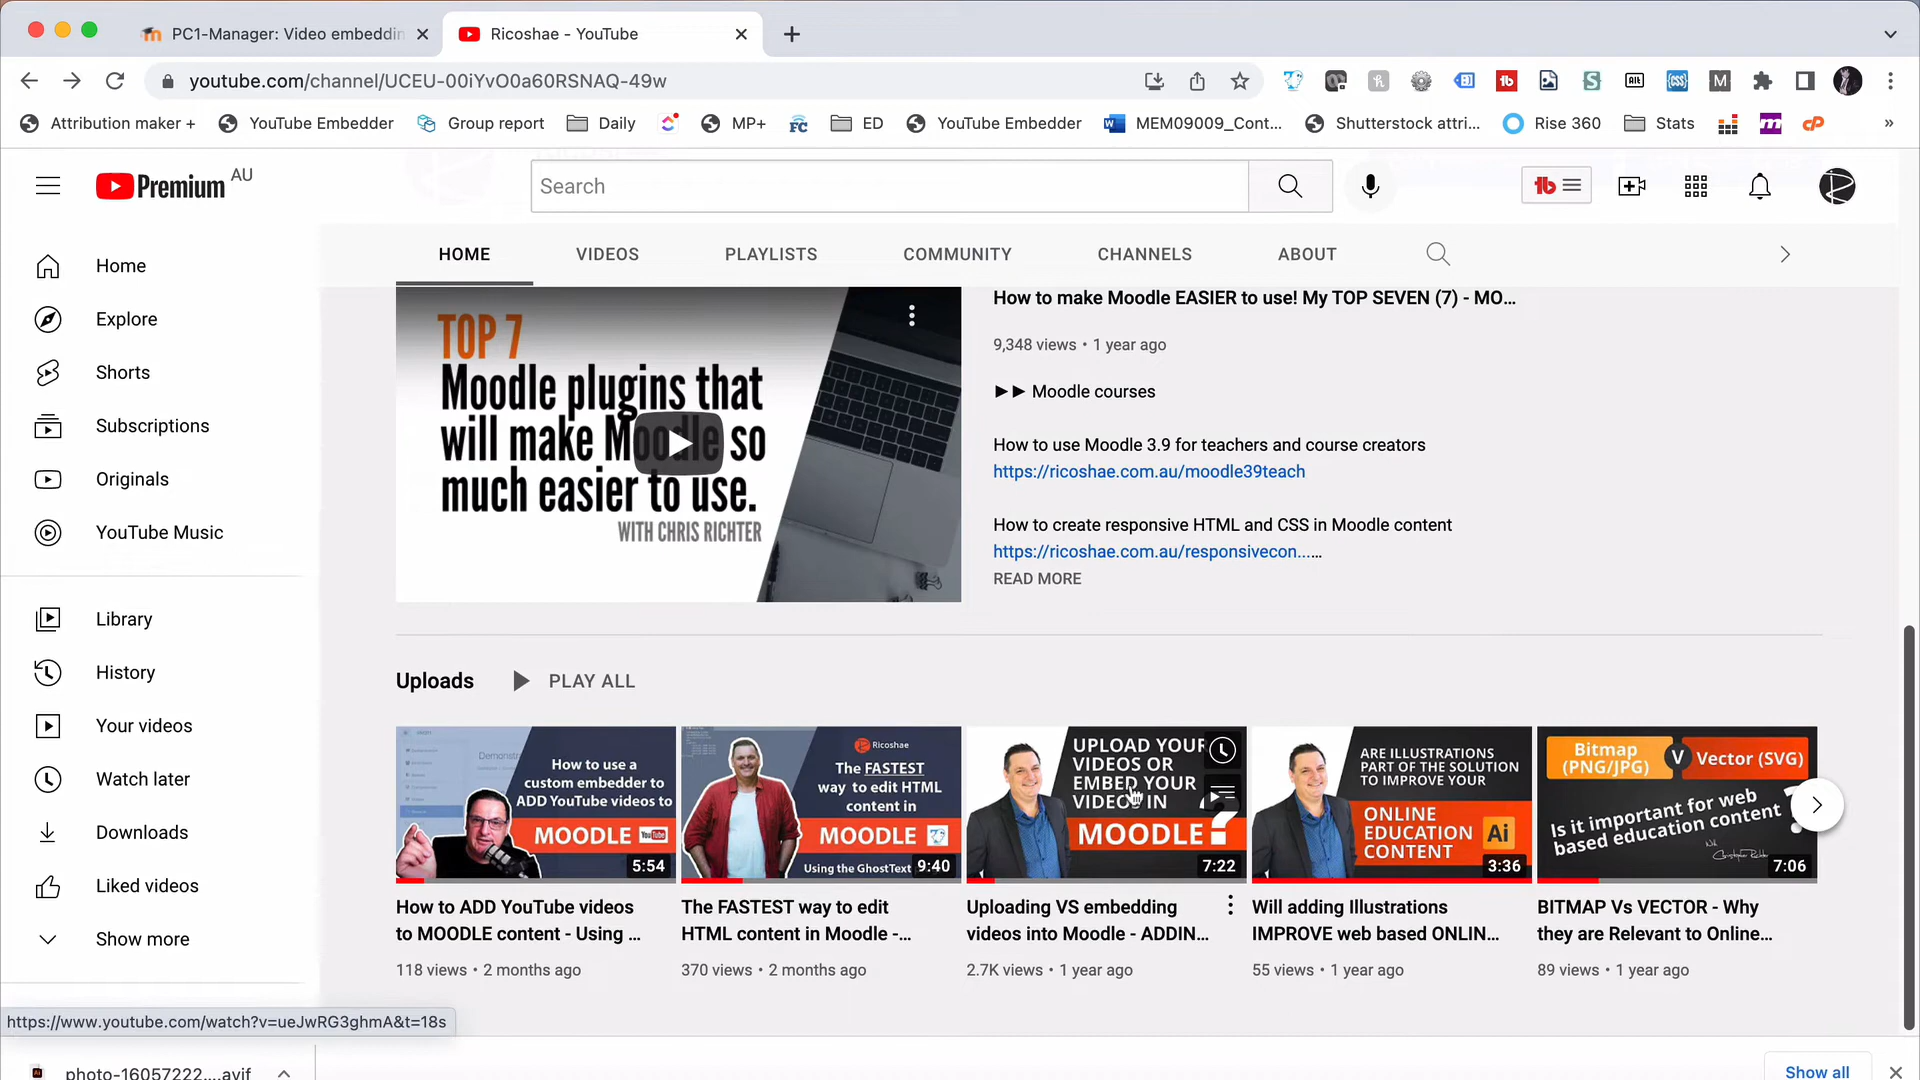 PC1-Manager: Video embeddin
Ricoshae - YouTube
youtube.com/channel/UCEU-00iYvO0a60RSNAQ-49w
Attribution maker +
YouTube Embedder
Group report
Daily
MP+
FC
ED
YouTube Embedder
MEM09009_Cont...
Shutterstock attri...
Rise 360
Stats
»
Premium AU
Search
HOME
VIDEOS
PLAYLISTS
COMMUNITY
CHANNELS
ABOUT
Home
Explore
Shorts
Subscriptions
Originals
YouTube Music
Library
History
Your videos
Watch later
Downloads
Liked videos
Show more
TOP 7
Moodle plugins that
will make Moodle so
much easier to use.
WITH CHRIS RICHTER
How to make Moodle EASIER to use! My TOP SEVEN (7) - MO...
9,348 views • 1 year ago
►► Moodle courses
How to use Moodle 3.9 for teachers and course creators
https://ricoshae.com.au/moodle39teach
How to create responsive HTML and CSS in Moodle content
https://ricoshae.com.au/responsivecon......
READ MORE
Uploads
PLAY ALL
How to use a
custom embedder to
ADD YouTube videos to
MOODLE
5:54
How to ADD YouTube videos
to MOODLE content - Using ...
118 views • 2 months ago
Ricoshae
The FASTEST
way to edit HTML
content in
MOODLE
Using the GhostText
9:40
The FASTEST way to edit
HTML content in Moodle -...
370 views • 2 months ago
UPLOAD YOUR
VIDEOS OR
EMBED YOUR
VIDEOS IN
MOODLE?
7:22
Uploading VS embedding
videos into Moodle - ADDIN...
2.7K views • 1 year ago
ARE ILLUSTRATIONS
PART OF THE SOLUTION
TO IMPROVE YOUR
ONLINE
EDUCATION
CONTENT
Ai
3:36
Will adding Illustrations
IMPROVE web based ONLIN...
55 views • 1 year ago
Bitmap
(PNG/JPG)
V
Vector (SVG)
Is it important for web
based education content ?
7:06
BITMAP Vs VECTOR - Why
they are Relevant to Online...
89 views • 1 year ago
https://www.youtube.com/watch?v=ueJwRG3ghmA&t=18s
photo-16057222....avif
Show all